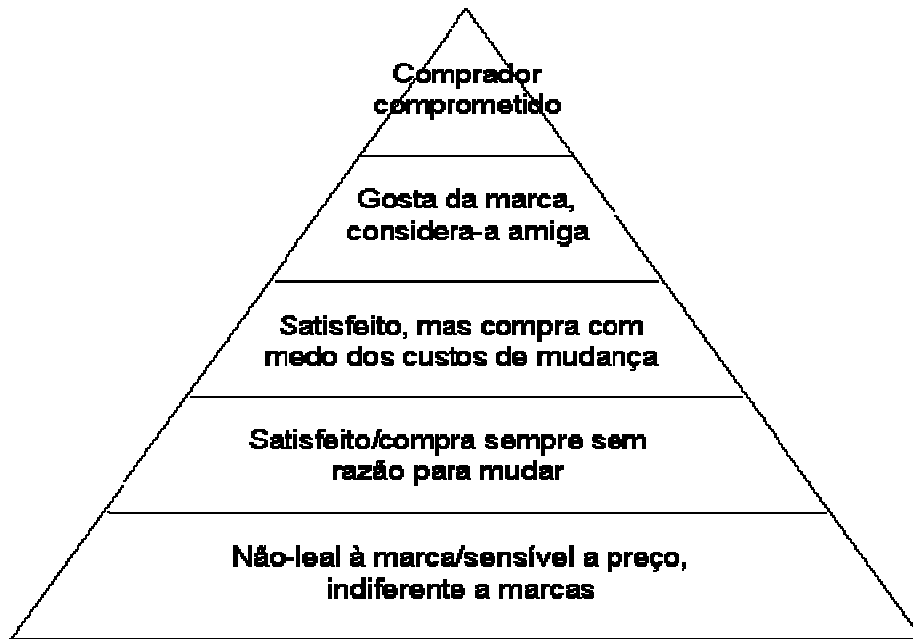 Comprador
comprometido
Gosta da marca,
considera-a amiga
Satisfeito, mas compra com
medo dos custos de mudança
Satisfeito/compra sempre sem
razão para mudar
Não-leal à marca/sensível a preço,
indiferente a marcas